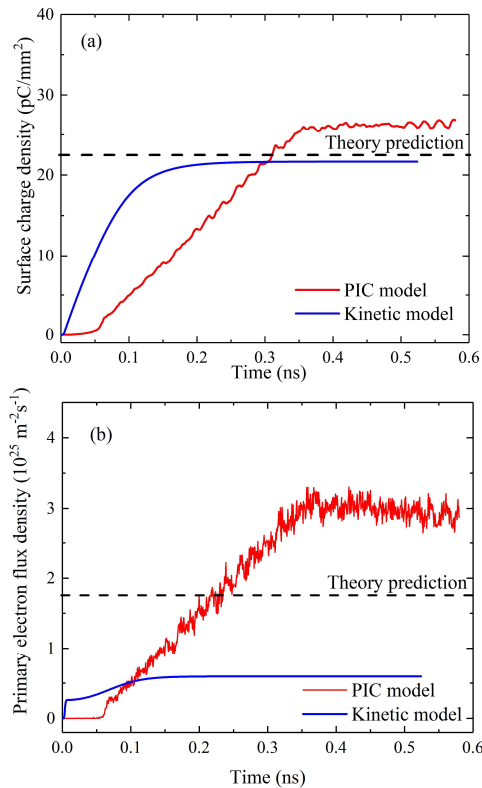 (a)
Surface charge density (pC/mm²)
40
30
20
10
0
Theory prediction
PIC model
Kinetic model
0.0 0.1 0.2 0.3 0.4 0.5 0.6
Time (ns)
(b)
Primary electron flux density (10²⁵ m⁻²s⁻¹)
4
3
2
1
0
Theory prediction
PIC model
Kinetic model
0.0 0.1 0.2 0.3 0.4 0.5 0.6
Time (ns)